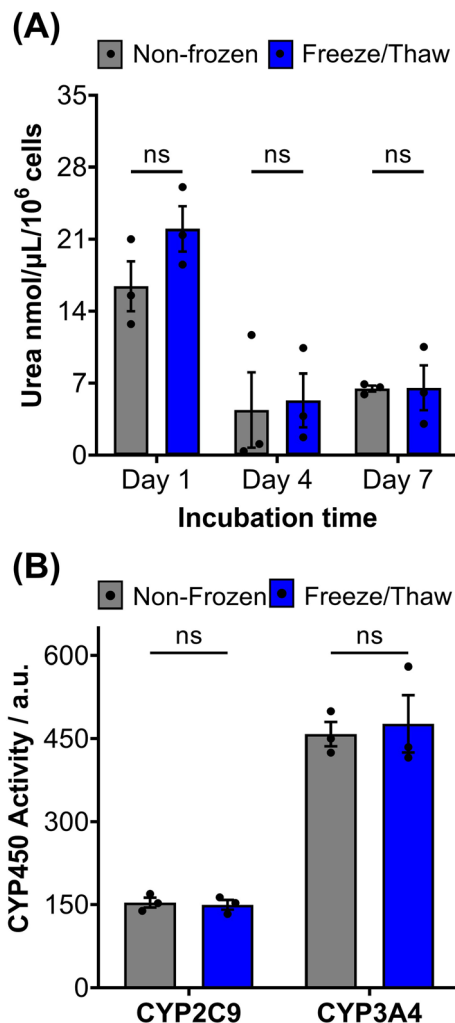 (A)
Non-frozen Freeze/Thaw
35
28
21
14
7
0
Urea nmol/µL/10⁶ cells
ns ns ns
Day 1 Day 4 Day 7
Incubation time
(B)
Non-Frozen Freeze/Thaw
600
450
300
150
0
CYP450 Activity / a.u.
ns ns
CYP2C9 CYP3A4